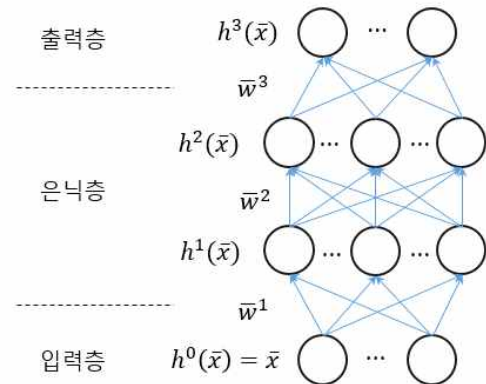 출력층 h³(x̄) ...
w̄³
h²(x̄) ... ...
은닉층 w̄²
h¹(x̄) ... ...
w̄¹
입력층 h⁰(x̄) = x̄ ...